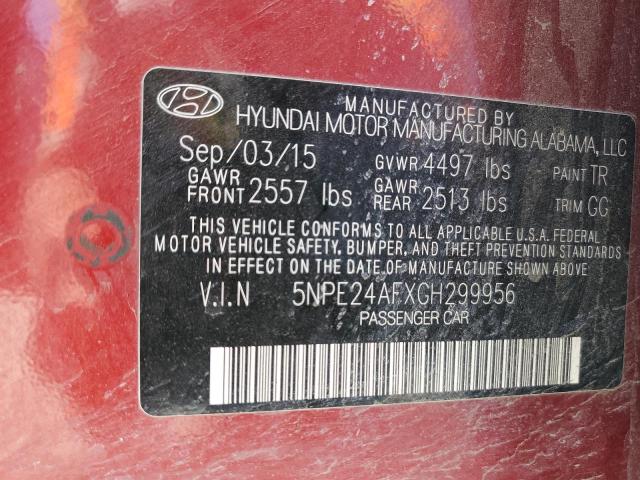 MANUFACTURED BY
HYUNDAI MOTOR MANUFACTURING ALABAMA, LLC
Sep/03/15 GVWR 4497 lbs PAINT TR
GAWR FRONT 2557 lbs GAWR REAR 2513 lbs TRIM GG
THIS VEHICLE CONFORMS TO ALL APPLICABLE U.S.A. FEDERAL
MOTOR VEHICLE SAFETY, BUMPER, AND THEFT PREVENTION STANDARDS
IN EFFECT ON THE DATE OF MANUFACTURE SHOWN ABOVE
V.I.N 5NPE24AFXGH299956
PASSENGER CAR